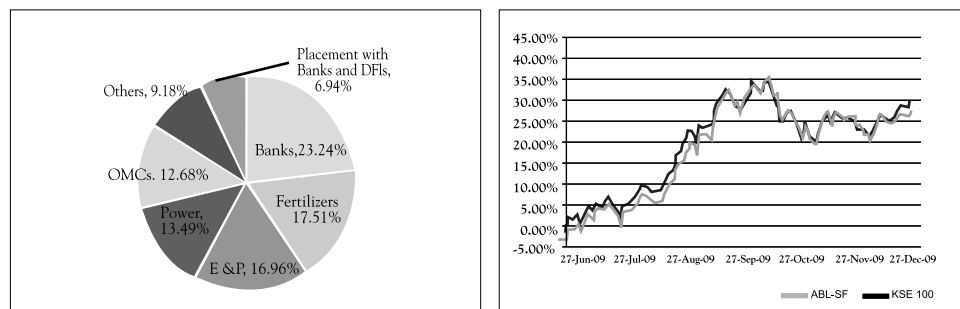 Placement with
Banks and DFIs,
6.94%
Others, 9.18%
Banks,23.24%
OMCs. 12.68%
Fertilizers
17.51%
Power,
13.49%
E &P, 16.96%
45.00%
40.00%
35.00%
30.00%
25.00%
20.00%
15.00%
10.00%
5.00%
0.00%
-5.00%
27-Jun-09 27-Jul-09 27-Aug-09 27-Sep-09 27-Oct-09 27-Nov-09 27-Dec-09
ABL-SF KSE 100